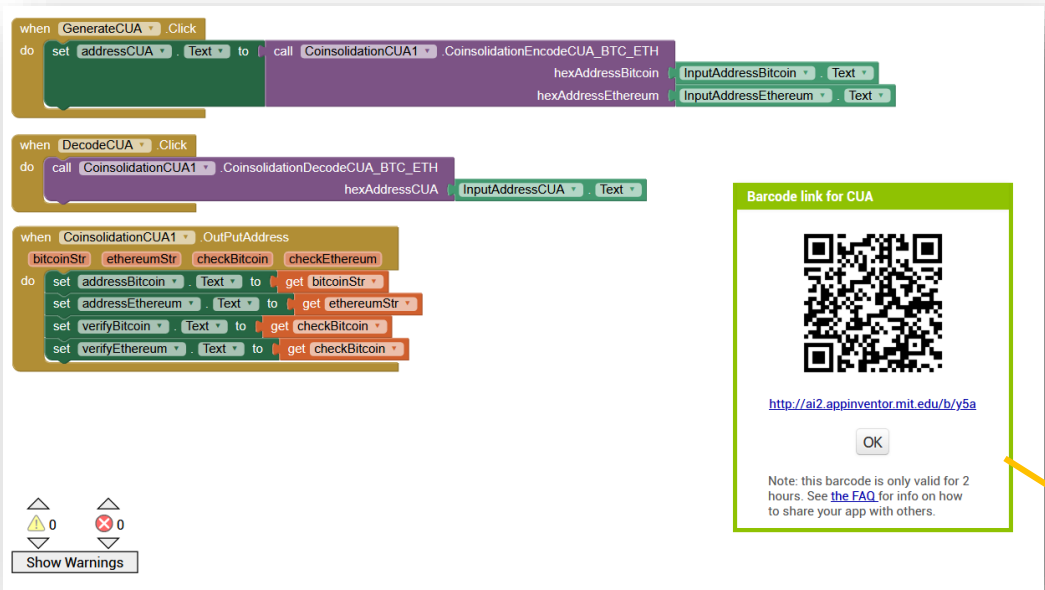 when GenerateCUA .Click
do set addressCUA . Text to call CoinsolidationCUA1 .CoinsolidationEncodeCUA_BTC_ETH
hexAddressBitcoin InputAddressBitcoin . Text
hexAddressEthereum InputAddressEthereum . Text
when DecodeCUA .Click
do call CoinsolidationCUA1 .CoinsolidationDecodeCUA_BTC_ETH
hexAddressCUA InputAddressCUA . Text
when CoinsolidationCUA1 .OutPutAddress
bitcoinStr ethereumStr checkBitcoin checkEthereum
do set addressBitcoin . Text to get bitcoinStr
set addressEthereum . Text to get ethereumStr
set verifyBitcoin . Text to get checkBitcoin
set verifyEthereum . Text to get checkBitcoin
Barcode link for CUA
http://ai2.appinventor.mit.edu/b/y5a
OK
Note: this barcode is only valid for 2
hours. See the FAQ for info on how
to share your app with others.
0 0
Show Warnings